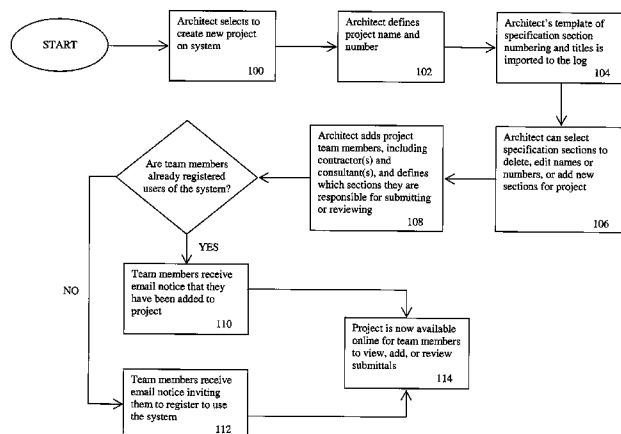 START
Architect selects to
create new project
on system
100
Architect defines
project name and
number
102
Architect's template of
specification section
numbering and titles is
imported to the log
104
Architect can select
specification sections to
delete, edit names or
numbers, or add new
sections for project
106
Architect adds project
team members,
including contractor(s) and
consultant(s), and defines
which sections they are
responsible for submitting
or reviewing
108
Are
team members
already registered
users of the system?
YES
NO
Team members receive
email notice that they
have been added to
project
110
Team members receive
email notice inviting
them to register to use
the system
112
Project is now available
online for team members
to view, add, or review
submittals
114